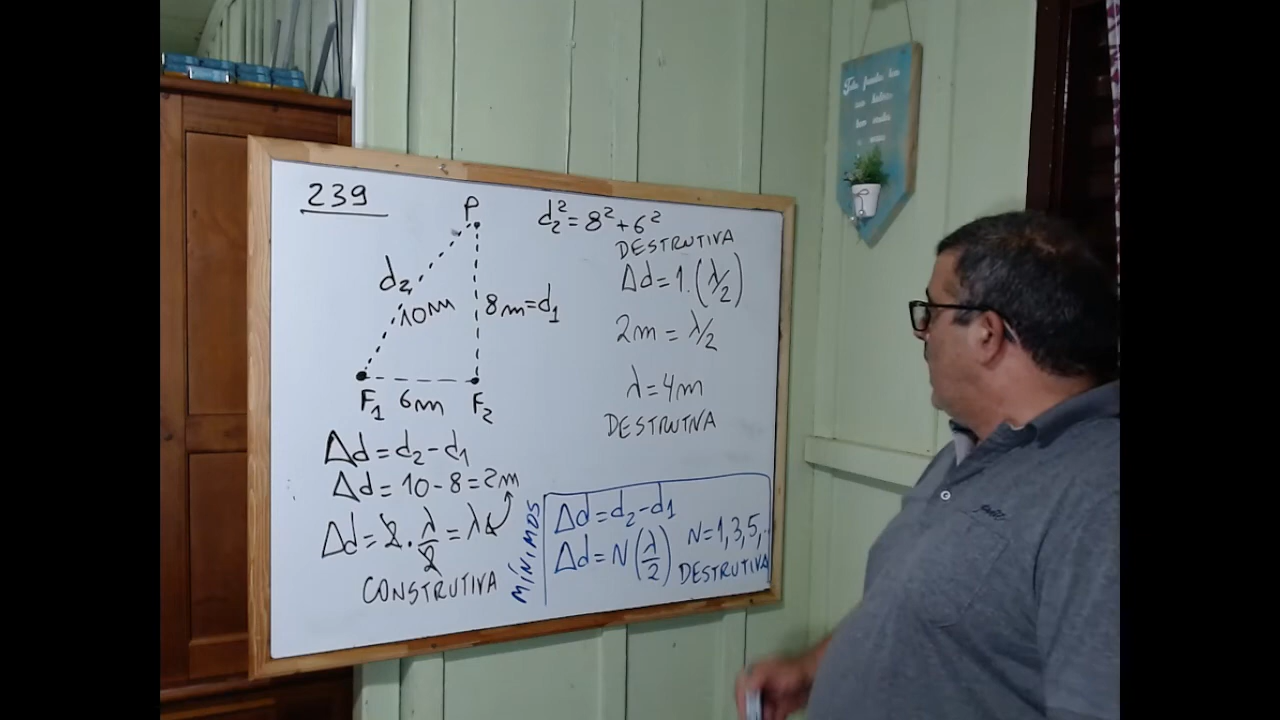 239
P
d₂
10m
8m=d₁
F₁ 6m F₂
Δd=d₂-d₁
Δd=10-8=2m
Δd=2.λ/2=λ
CONSTRUTIVA
d₂²=8²+6²
DESTRUTIVA
Δd=1.(λ/2)
2m=λ/2
λ=4m
DESTRUTIVA
MÍNIMOS
Δd=d₂-d₁
Δd=N(λ/2) N=1,3,5,..
DESTRUTIVA